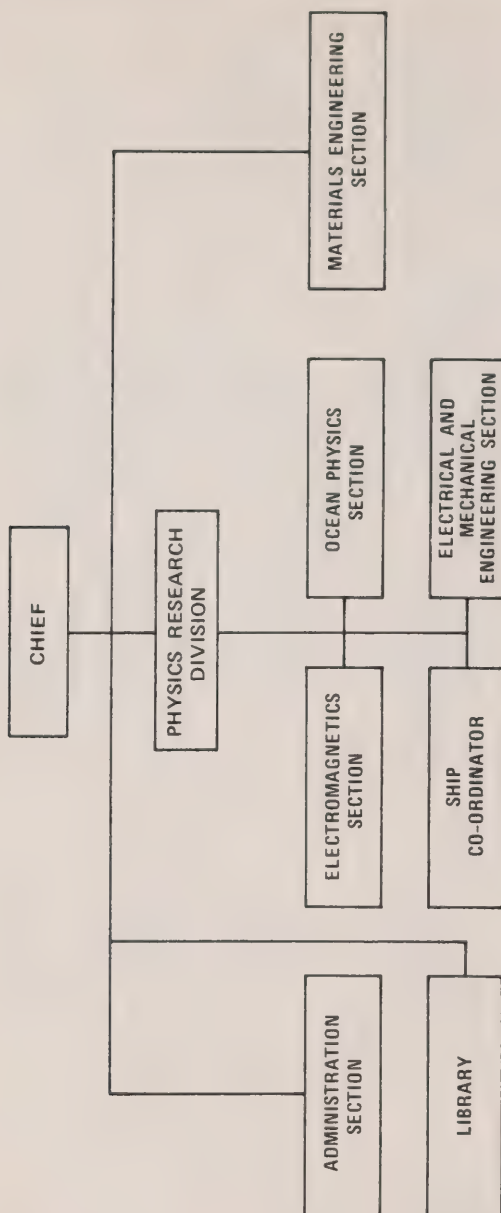 CHIEF
PHYSICS RESEARCH
DIVISION
ADMINISTRATION
SECTION
ELECTROMAGNETICS
SECTION
OCEAN PHYSICS
SECTION
MATERIALS ENGINEERING
SECTION
LIBRARY
SHIP
CO-ORDINATOR
ELECTRICAL AND
MECHANICAL
ENGINEERING SECTION